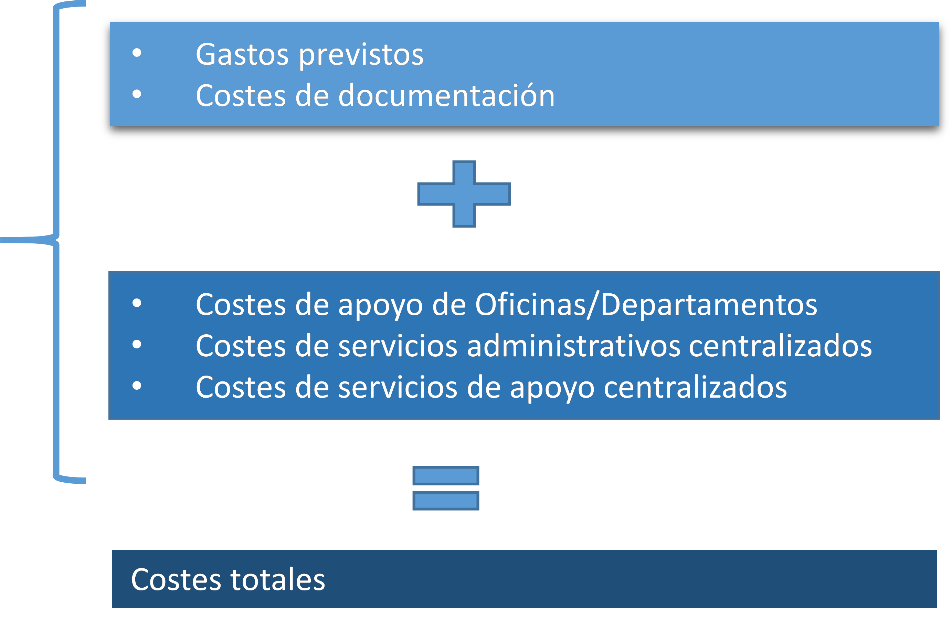 • Gastos previstos
• Costes de documentación
• Costes de apoyo de Oficinas/Departamentos
• Costes de servicios administrativos centralizados
• Costes de servicios de apoyo centralizados
Costes totales